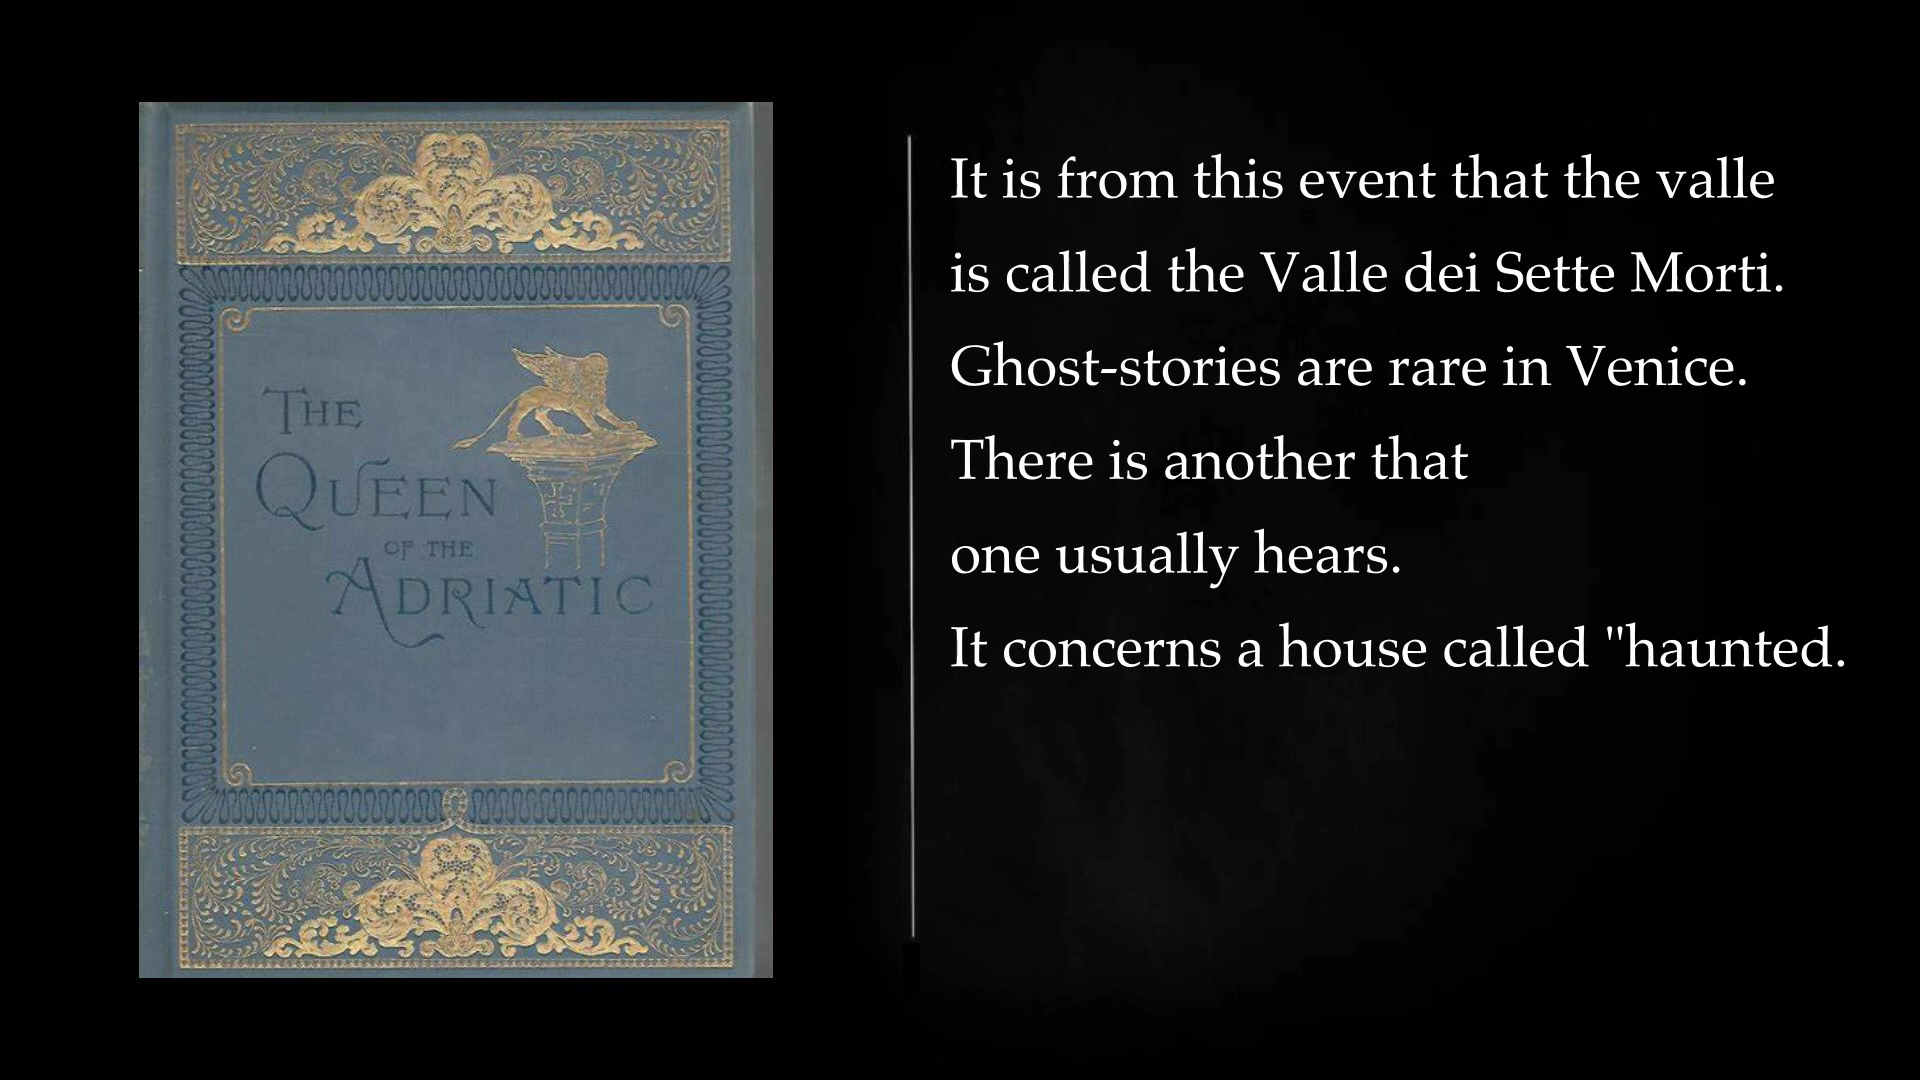 THE
QUEEN
OF THE
ADRIATIC
It is from this event that the valle
is called the Valle dei Sette Morti.
Ghost-stories are rare in Venice.
There is another that
one usually hears.
It concerns a house called "haunted.